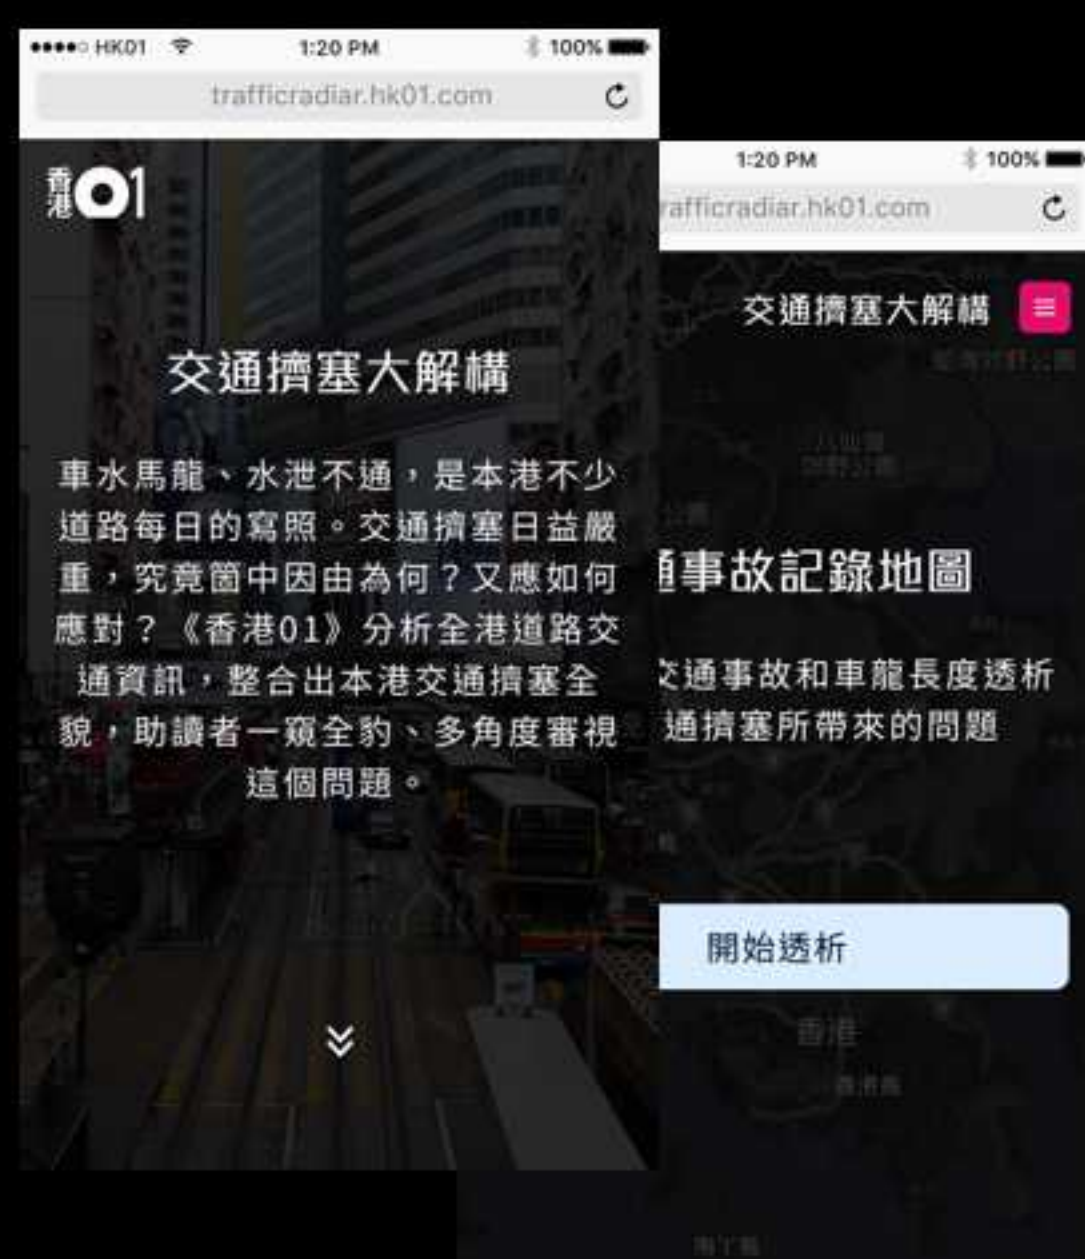 HK01
1:20 PM
100%
trafficradiar.hk01.com
香港01
交通擠塞大解構
車水馬龍、水泄不通，是本港不少
道路每日的寫照。交通擠塞日益嚴
重，究竟箇中因由為何？又應如何
應對？《香港01》分析全港道路交
通資訊，整合出本港交通擠塞全
貌，助讀者一窺全豹、多角度審視
這個問題。
1:20 PM
100%
rafficradiar.hk01.com
交通擠塞大解構
通事故記錄地圖
交通事故和車龍長度透析
通擠塞所帶來的問題
開始透析
香港